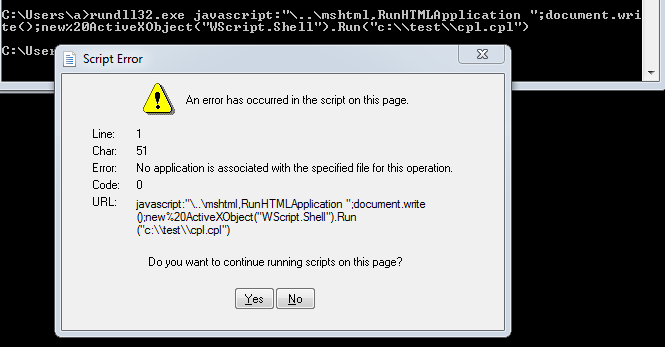 C:\Users\a>rundll32.exe javascript:"\..\mshtml,RunHTMLApplication ";document.wri
te();new%20ActiveXObject("WScript.Shell").Run("c:\\test\\cpl.cpl")
C:\Users
Script Error
An error has occurred in the script on this page.
Line: 1
Char: 51
Error: No application is associated with the specified file for this operation.
Code: 0
URL: javascript:"\..\mshtml,RunHTMLApplication ";document.write
();new%20ActiveXObject("WScript.Shell").Run
("c:\\test\\cpl.cpl")
Do you want to continue running scripts on this page?
Yes No